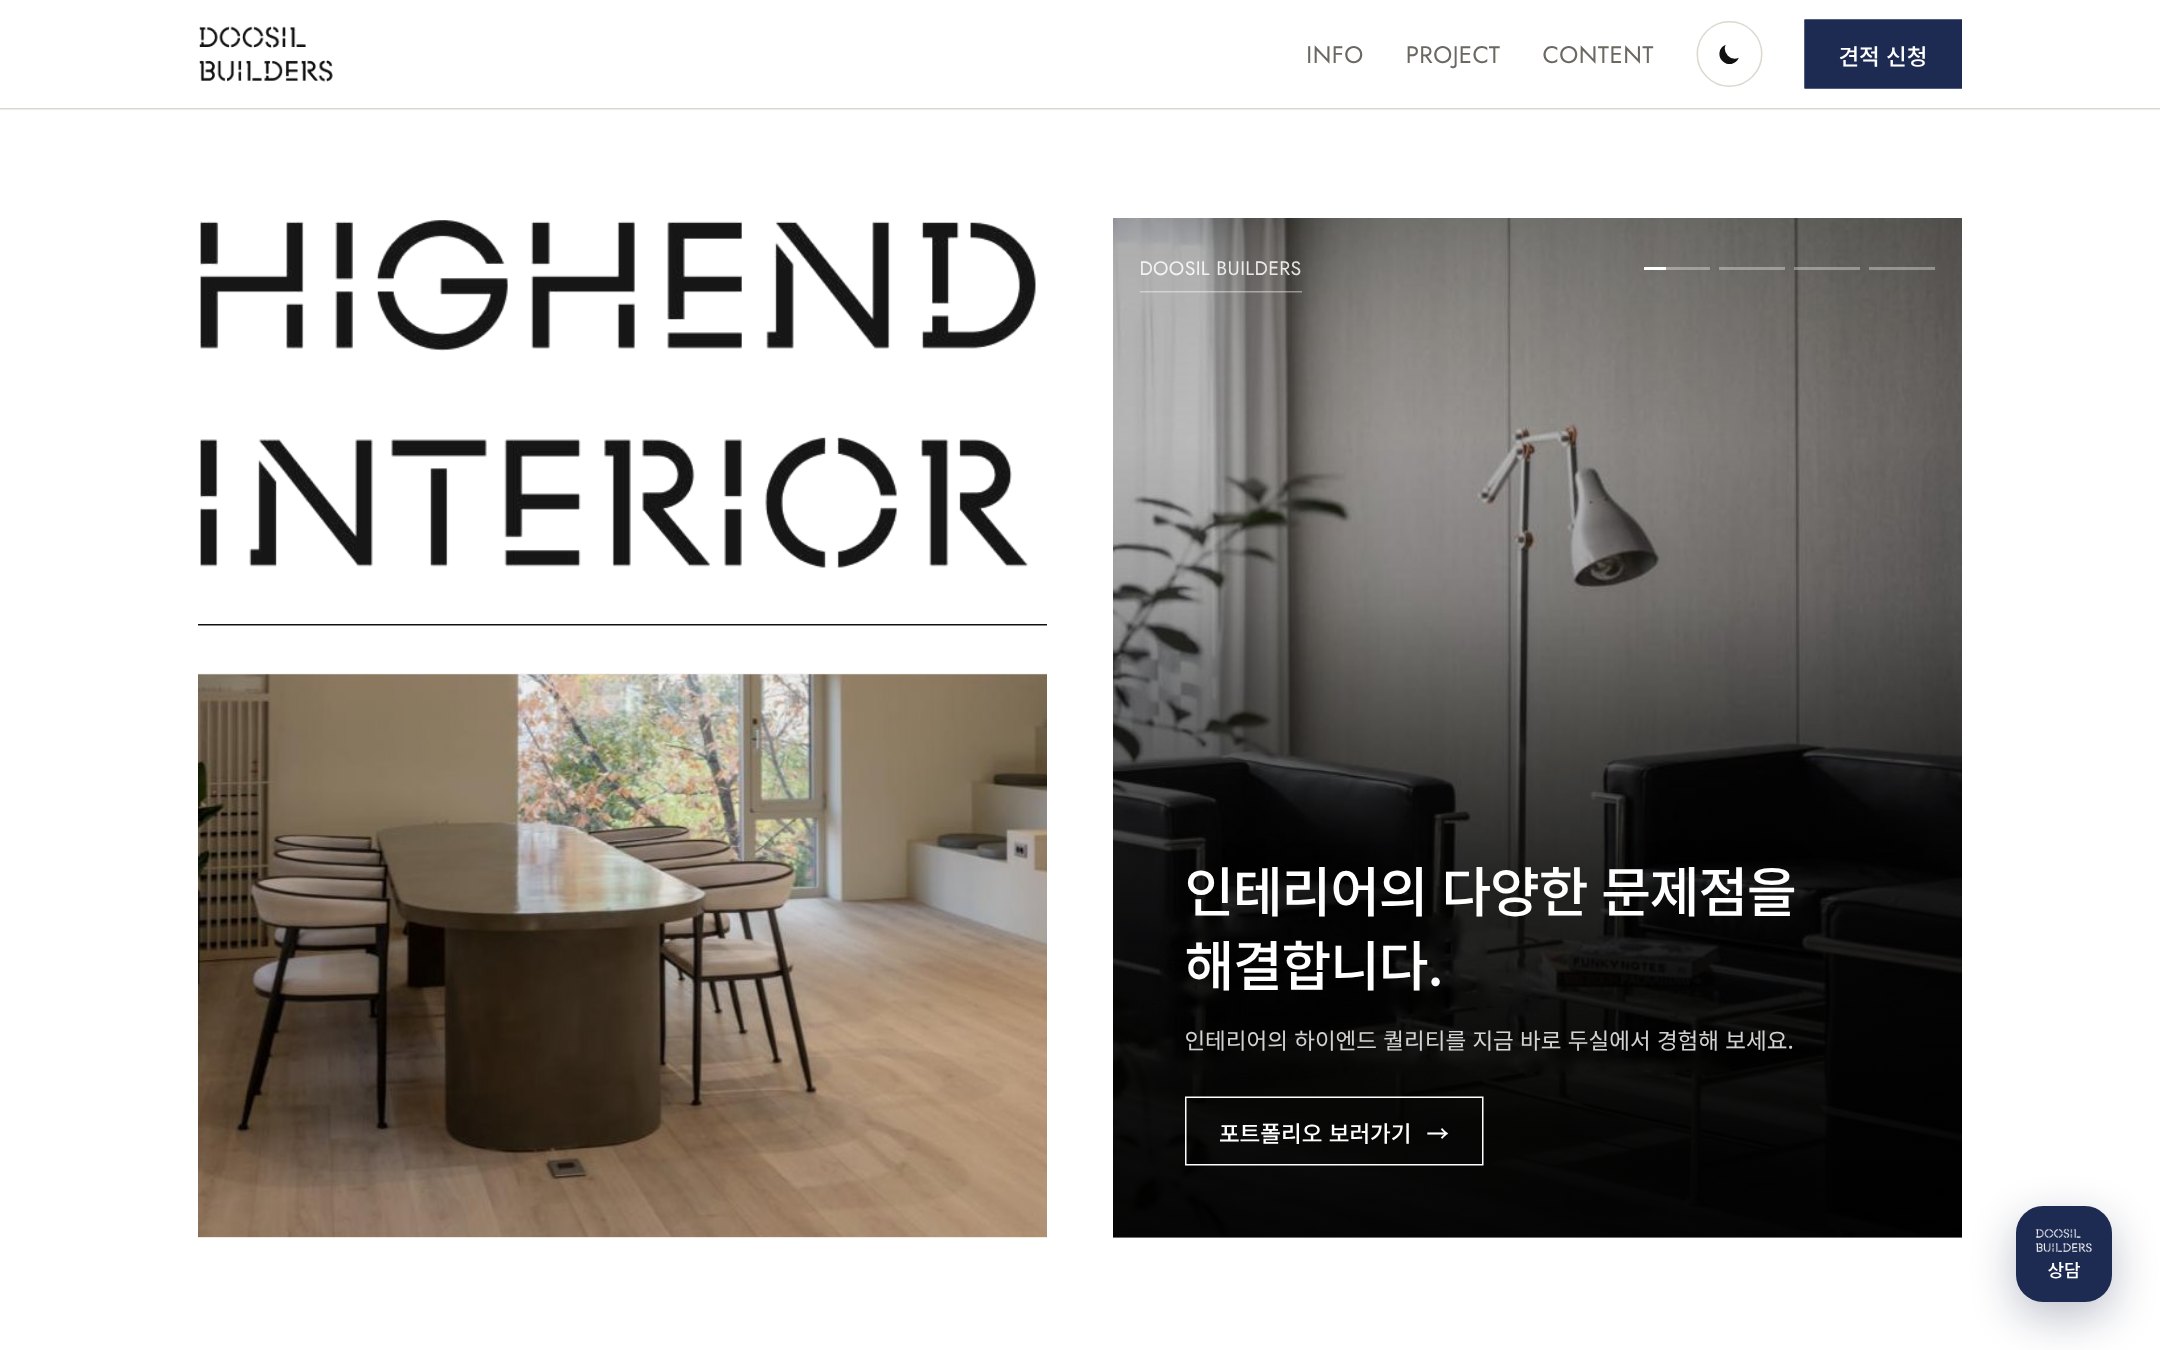 DOOSIL
BUILDERS
INFO
PROJECT
CONTENT
견적 신청
HIGHEND
INTERIOR
DOOSIL BUILDERS
인테리어의 다양한 문제점을
해결합니다.
인테리어의 하이엔드 퀄리티를 지금 바로 두실에서 경험해 보세요.
포트폴리오 보러가기 →
FUNKY NOTES
DOOSIL
BUILDERS
상담